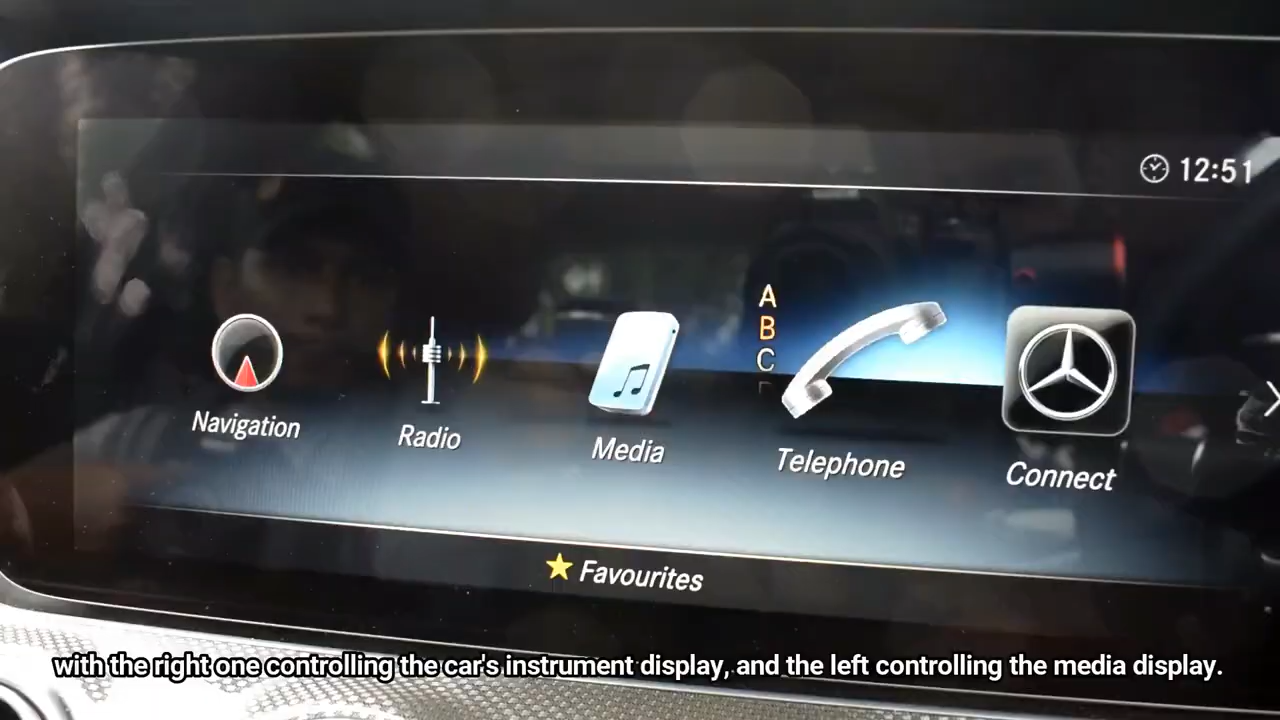 12:51
A
B
C
Navigation
Radio
Media
Telephone
Connect
Favourites
with the right one controlling the car's instrument display, and the left controlling the media display.